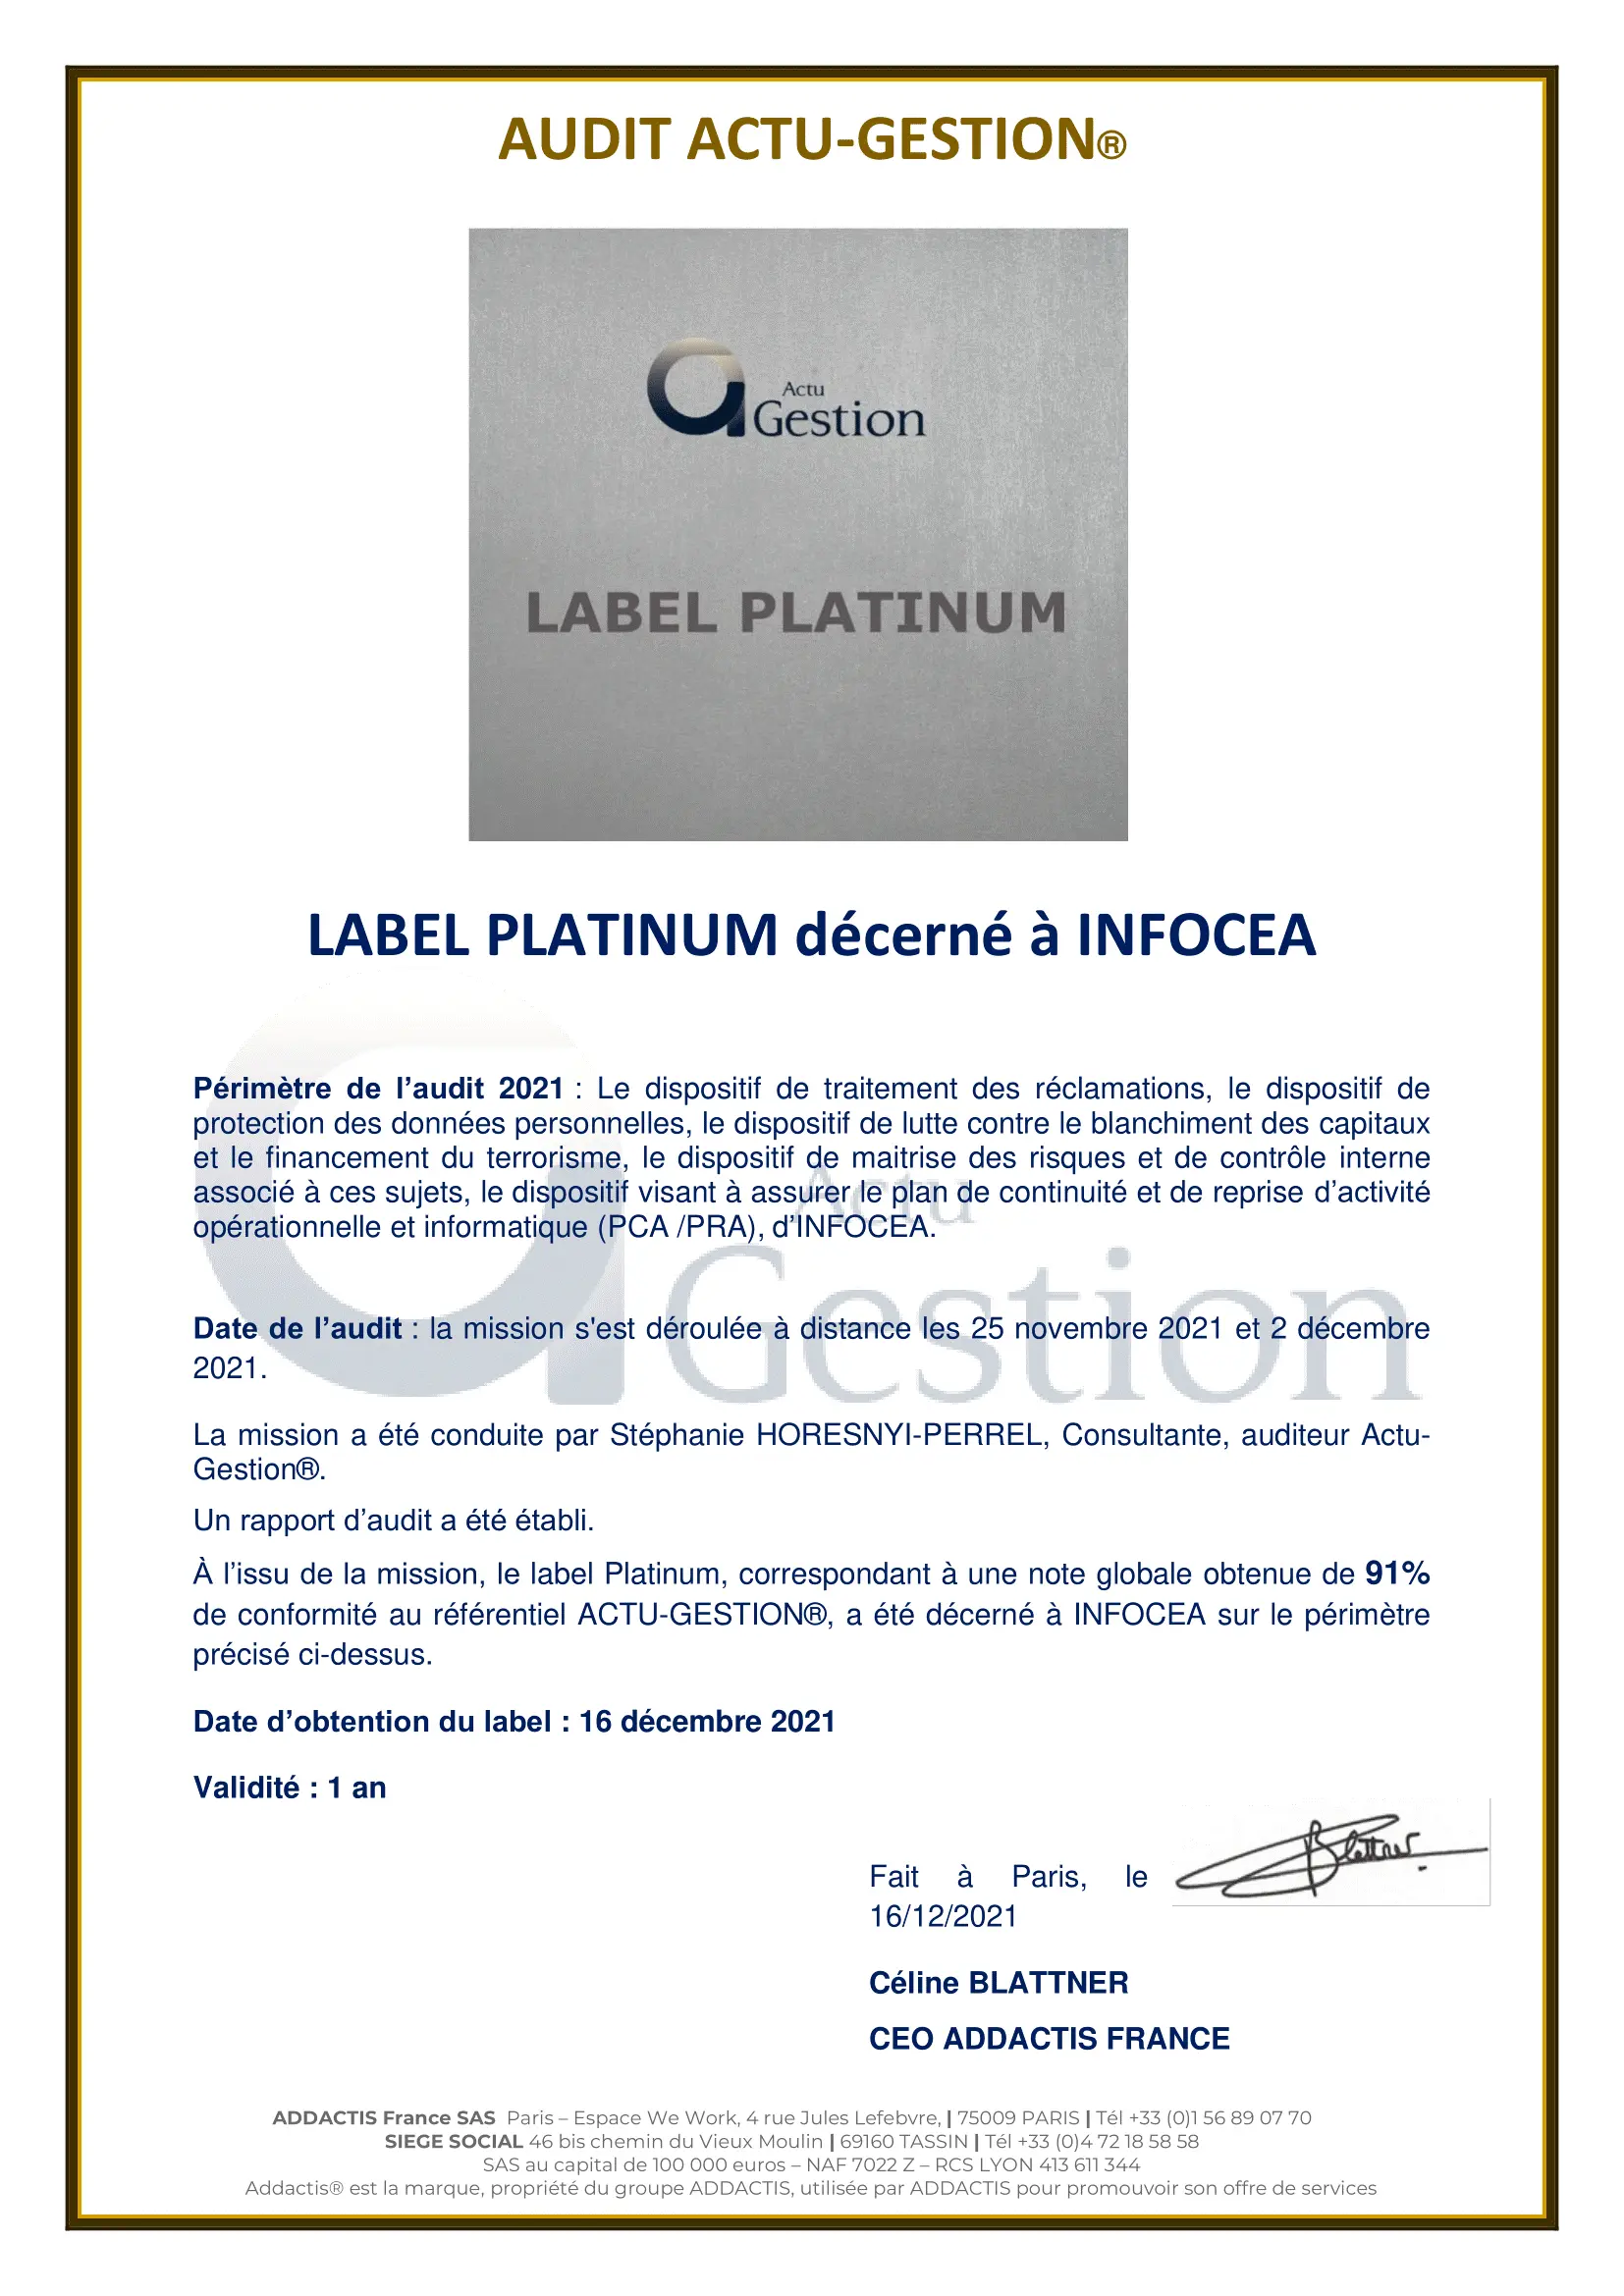 AUDIT ACTU-GESTION®
Actu
Gestion
LABEL PLATINUM
LABEL PLATINUM décerné à INFOCEA
Périmètre de l’audit 2021 : Le dispositif de traitement des réclamations, le dispositif de
protection des données personnelles, le dispositif de lutte contre le blanchiment des capitaux
et le financement du terrorisme, le dispositif de maitrise des risques et de contrôle interne
associé à ces sujets, le dispositif visant à assurer le plan de continuité et de reprise d’activité
opérationnelle et informatique (PCA /PRA), d’INFOCEA.
Actu
Gestion
Date de l’audit : la mission s'est déroulée à distance les 25 novembre 2021 et 2 décembre
2021.
La mission a été conduite par Stéphanie HORESNYI-PERREL, Consultante, auditeur Actu-
Gestion®.
Un rapport d’audit a été établi.
À l’issu de la mission, le label Platinum, correspondant à une note globale obtenue de 91%
de conformité au référentiel ACTU-GESTION®, a été décerné à INFOCEA sur le périmètre
précisé ci-dessus.
Date d’obtention du label : 16 décembre 2021
Validité : 1 an
Blattner
Fait à Paris, le
16/12/2021
Céline BLATTNER
CEO ADDACTIS FRANCE
ADDACTIS France SAS Paris – Espace We Work, 4 rue Jules Lefebvre, | 75009 PARIS | Tél +33 (0)1 56 89 07 70
SIEGE SOCIAL 46 bis chemin du Vieux Moulin | 69160 TASSIN | Tél +33 (0)4 72 18 58 58
SAS au capital de 100 000 euros – NAF 7022 Z – RCS LYON 413 611 344
Addactis® est la marque, propriété du groupe ADDACTIS, utilisée par ADDACTIS pour promouvoir son offre de services